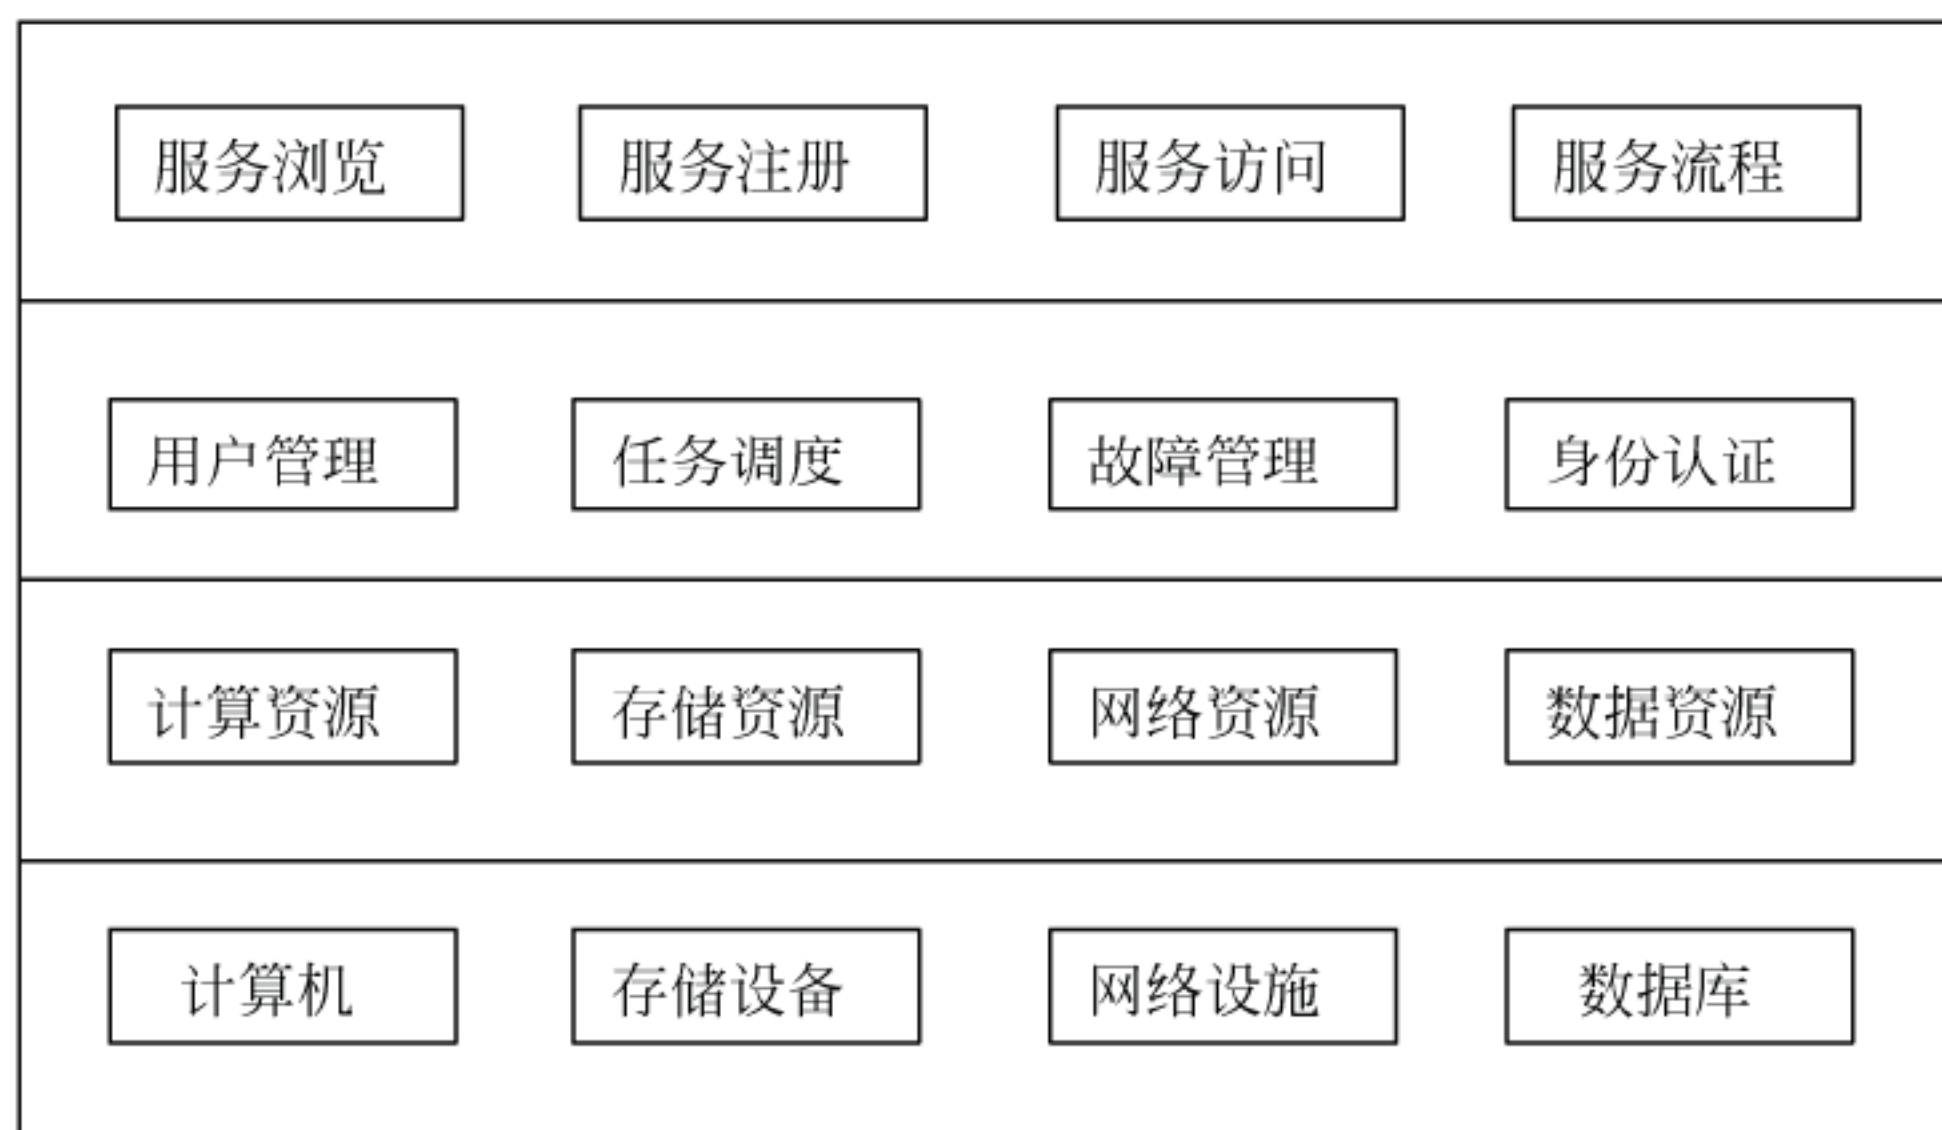 服务浏览 服务注册 服务访问 服务流程
用户管理 任务调度 故障管理 身份认证
计算资源 存储资源 网络资源 数据资源
计算机 存储设备 网络设施 数据库